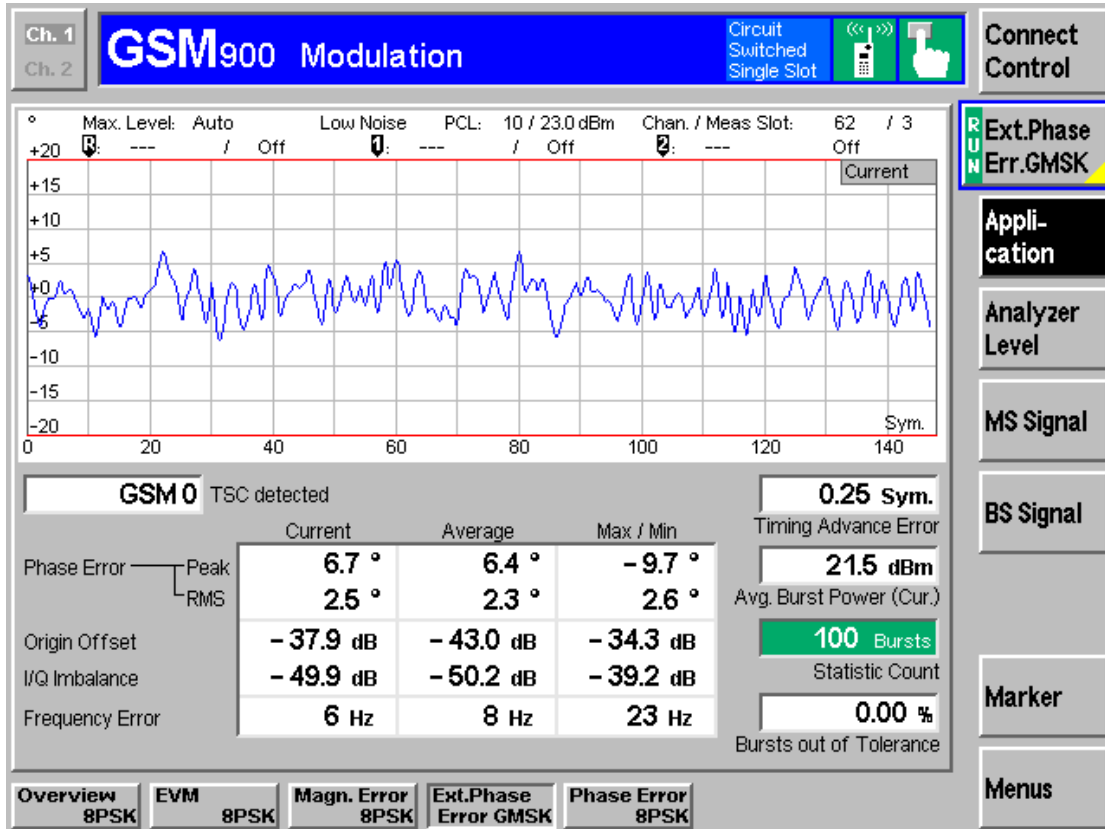 Ch. 1
Ch. 2
GSM900 Modulation
Circuit
Switched
Single Slot
Connect
Control
° Max. Level: Auto Low Noise PCL: 10 / 23.0 dBm Chan. / Meas Slot: 62 / 3
R: --- / Off 1: --- / Off 2: --- Off
Current
+20
+15
+10
+5
+0
-5
-10
-15
-20
Sym.
0 20 40 60 80 100 120 140
RUN
Ext.Phase
Err.GMSK
Appli-
cation
Analyzer
Level
MS Signal
BS Signal
Marker
Menus
GSM 0 TSC detected
Current Average Max / Min
Phase Error Peak 6.7 ° 6.4 ° - 9.7 °
RMS 2.5 ° 2.3 ° 2.6 °
Origin Offset - 37.9 dB - 43.0 dB - 34.3 dB
I/Q Imbalance - 49.9 dB - 50.2 dB - 39.2 dB
Frequency Error 6 Hz 8 Hz 23 Hz
0.25 Sym.
Timing Advance Error
21.5 dBm
Avg. Burst Power (Cur.)
100 Bursts
Statistic Count
0.00 %
Bursts out of Tolerance
Overview
8PSK
EVM
8PSK
Magn. Error
8PSK
Ext.Phase
Error GMSK
Phase Error
8PSK